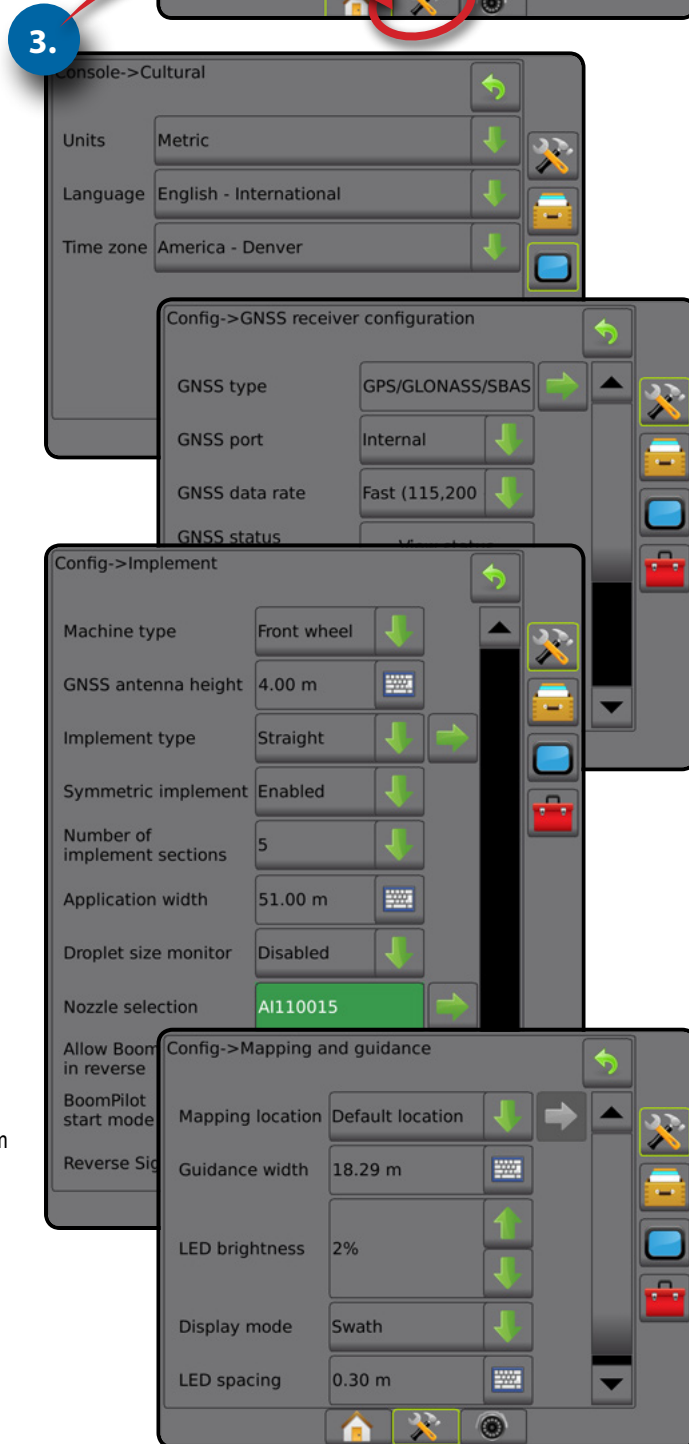 3.
Console->Cultural
Units Metric
Language English - International
Time zone America - Denver
Config->GNSS receiver configuration
GNSS type GPS/GLONASS/SBAS
GNSS port Internal
GNSS data rate Fast (115,200
GNSS status
Config->Implement
Machine type Front wheel
GNSS antenna height 4.00 m
Implement type Straight
Symmetric implement Enabled
Number of
implement sections 5
Application width 51.00 m
Droplet size monitor Disabled
Nozzle selection AI110015
Allow Boom
in reverse
BoomPilot
start mode
Reverse Sig
Config->Mapping and guidance
Mapping location Default location
Guidance width 18.29 m
LED brightness 2%
Display mode Swath
LED spacing 0.30 m